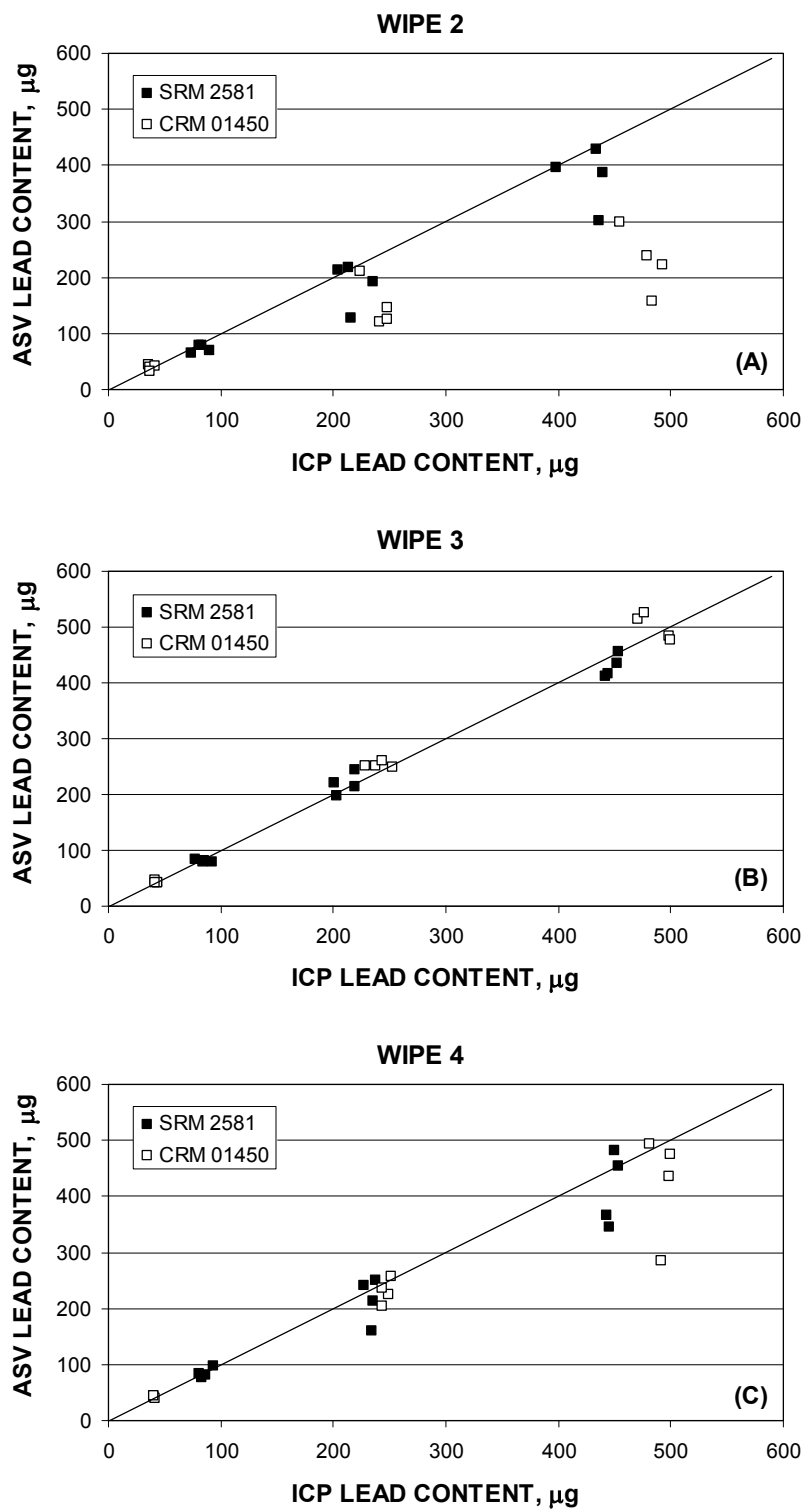 WIPE 2
600
500
400
300
200
100
0
ASV LEAD CONTENT, μg
SRM 2581
CRM 01450
(A)
0 100 200 300 400 500 600
ICP LEAD CONTENT, μg
WIPE 3
600
500
400
300
200
100
0
ASV LEAD CONTENT, μg
SRM 2581
CRM 01450
(B)
0 100 200 300 400 500 600
ICP LEAD CONTENT, μg
WIPE 4
600
500
400
300
200
100
0
ASV LEAD CONTENT, μg
SRM 2581
CRM 01450
(C)
0 100 200 300 400 500 600
ICP LEAD CONTENT, μg